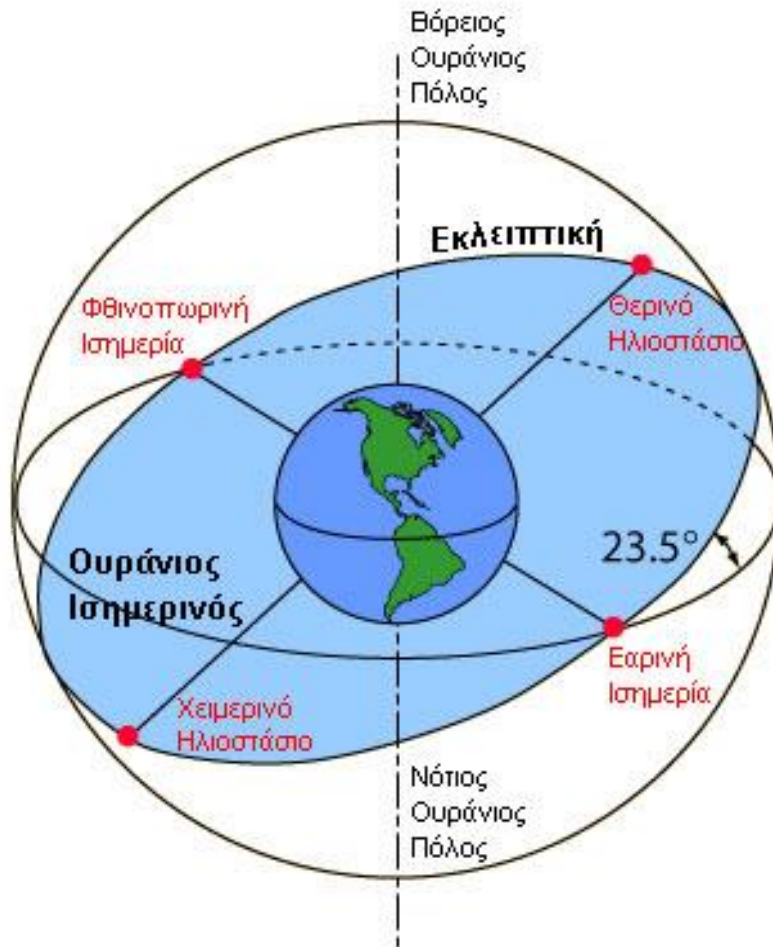 Βόρειος
Ουράνιος
Πόλος
Εκλειπτική
Φθινοπωρινή
Ισημερία
Θερινό
Ηλιοστάσιο
23.5°
Ουράνιος
Ισημερινός
Εαρινή
Ισημερία
Χειμερινό
Ηλιοστάσιο
Νότιος
Ουράνιος
Πόλος